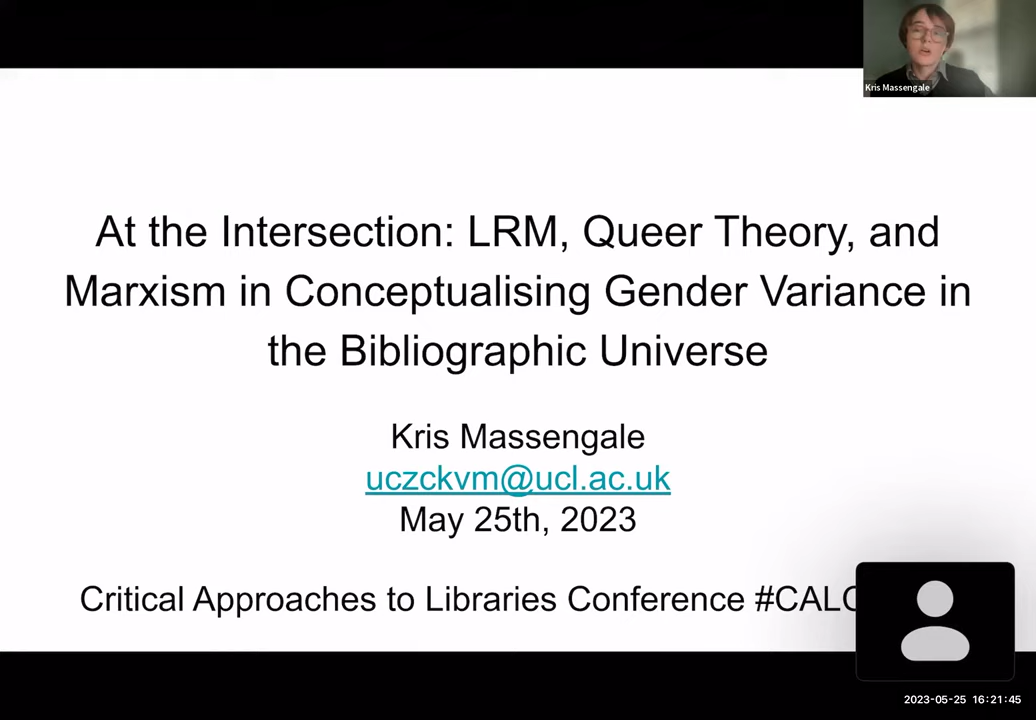 Kris Massengale
At the Intersection: LRM, Queer Theory, and
Marxism in Conceptualising Gender Variance in
the Bibliographic Universe
Kris Massengale
uczckvm@ucl.ac.uk
May 25th, 2023
Critical Approaches to Libraries Conference
2023-05-25 16:21:45